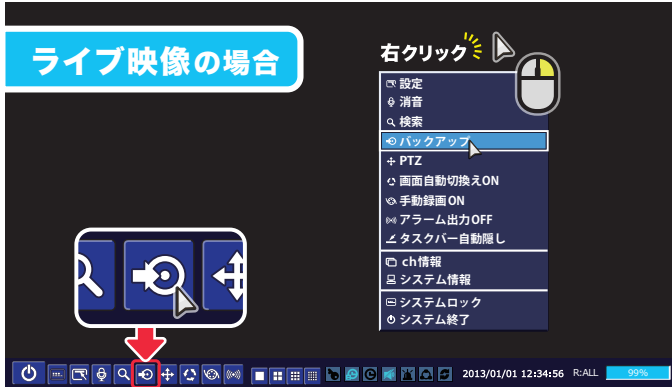 ライブ映像の場合
右クリック
設定
消音
検索
バックアップ
PTZ
画面自動切換えON
手動録画ON
アラーム出力OFF
タスクバー自動隠し
ch情報
システム情報
システムロック
システム終了
2013/01/01 12:34:56 R:ALL 99%